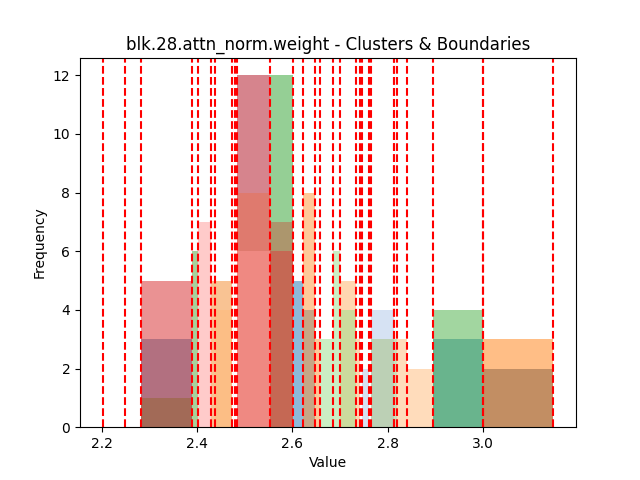 blk.28.attn_norm.weight - Clusters & Boundaries
12
10
8
6
4
2
0
Frequency
2.2 2.4 2.6 2.8 3.0
Value